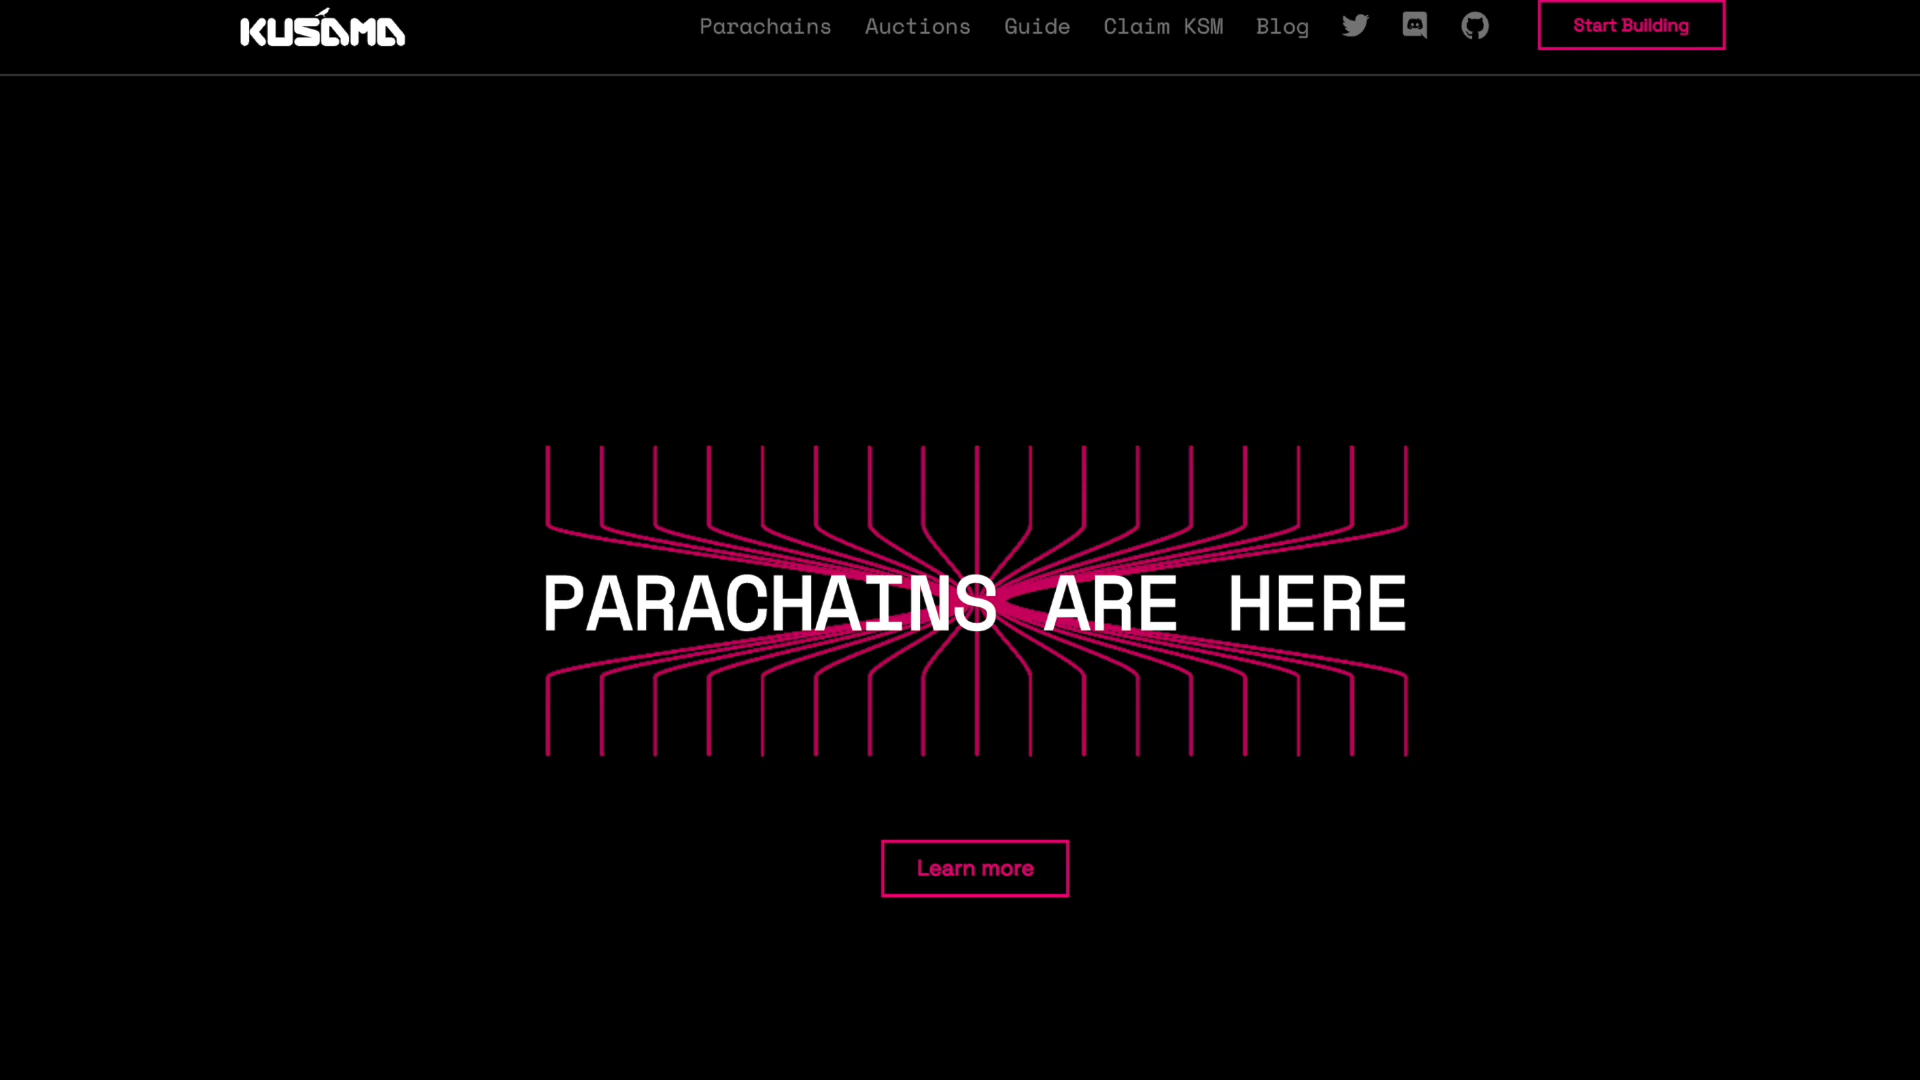 KUSAMA
Parachains Auctions Guide Claim KSM Blog Start Building
PARACHAINS ARE HERE
Learn more